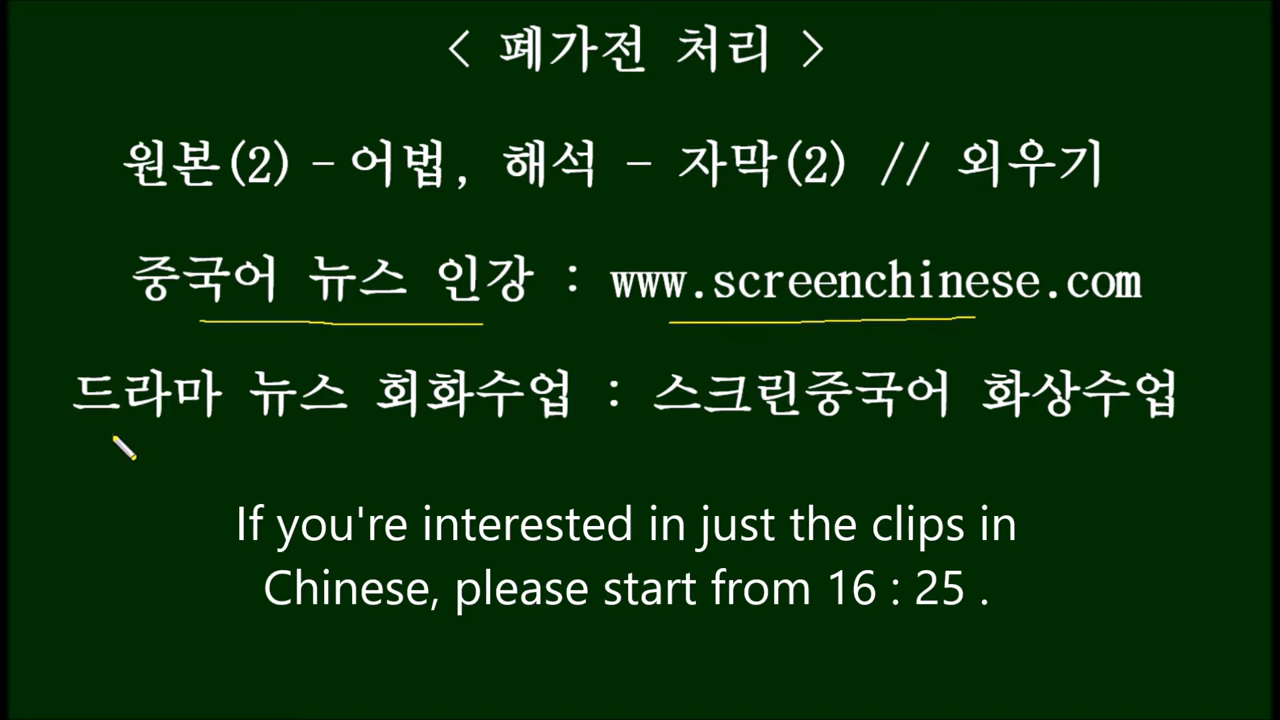 < 폐가전 처리 >
원본(2) - 어법, 해석 - 자막(2) // 외우기
중국어 뉴스 인강 : www.screenchinese.com
드라마 뉴스 회화수업 : 스크린중국어 화상수업
If you're interested in just the clips in
Chinese, please start from 16 : 25 .